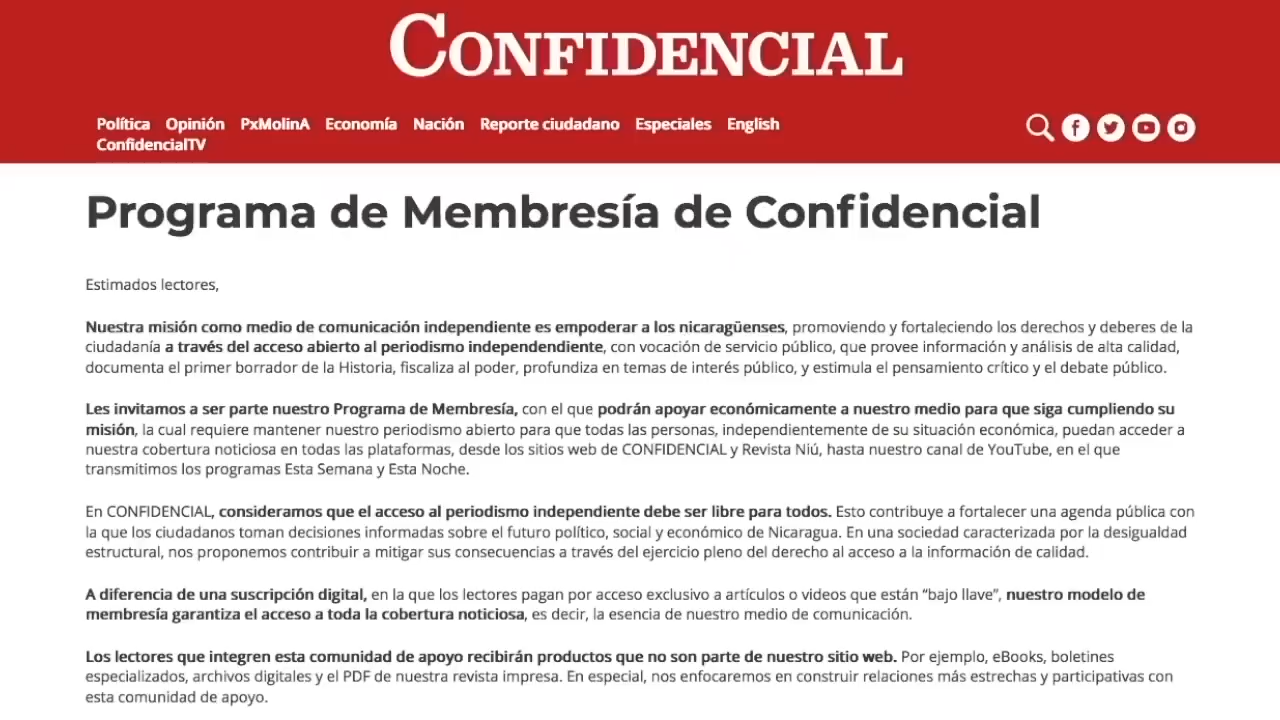 CONFIDENCIAL
Política Opinión PxMolinA Economía Nación Reporte ciudadano Especiales English
ConfidencialTV
Programa de Membresía de Confidencial
Estimados lectores,
Nuestra misión como medio de comunicación independiente es empoderar a los nicaragüenses, promoviendo y fortaleciendo los derechos y deberes de la
ciudadanía a través del acceso abierto al periodismo independendiente, con vocación de servicio público, que provee información y análisis de alta calidad,
documenta el primer borrador de la Historia, fiscaliza al poder, profundiza en temas de interés público, y estimula el pensamiento crítico y el debate público.
Les invitamos a ser parte nuestro Programa de Membresía, con el que podrán apoyar económicamente a nuestro medio para que siga cumpliendo su
misión, la cual requiere mantener nuestro periodismo abierto para que todas las personas, independientemente de su situación económica, puedan acceder a
nuestra cobertura noticiosa en todas las plataformas, desde los sitios web de CONFIDENCIAL y Revista Niú, hasta nuestro canal de YouTube, en el que
transmitimos los programas Esta Semana y Esta Noche.
En CONFIDENCIAL, consideramos que el acceso al periodismo independiente debe ser libre para todos. Esto contribuye a fortalecer una agenda pública con
la que los ciudadanos toman decisiones informadas sobre el futuro político, social y económico de Nicaragua. En una sociedad caracterizada por la desigualdad
estructural, nos proponemos contribuir a mitigar sus consecuencias a través del ejercicio pleno del derecho al acceso a la información de calidad.
A diferencia de una suscripción digital, en la que los lectores pagan por acceso exclusivo a artículos o videos que están “bajo llave”, nuestro modelo de
membresía garantiza el acceso a toda la cobertura noticiosa, es decir, la esencia de nuestro medio de comunicación.
Los lectores que integren esta comunidad de apoyo recibirán productos que no son parte de nuestro sitio web. Por ejemplo, eBooks, boletines
especializados, archivos digitales y el PDF de nuestra revista impresa. En especial, nos enfocaremos en construir relaciones más estrechas y participativas con
esta comunidad de apoyo.